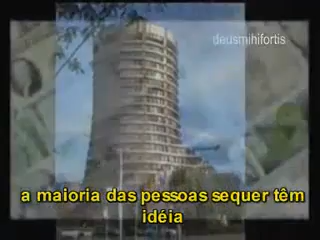 deusmihifortis
a maioria das pessoas sequer têm
idéia